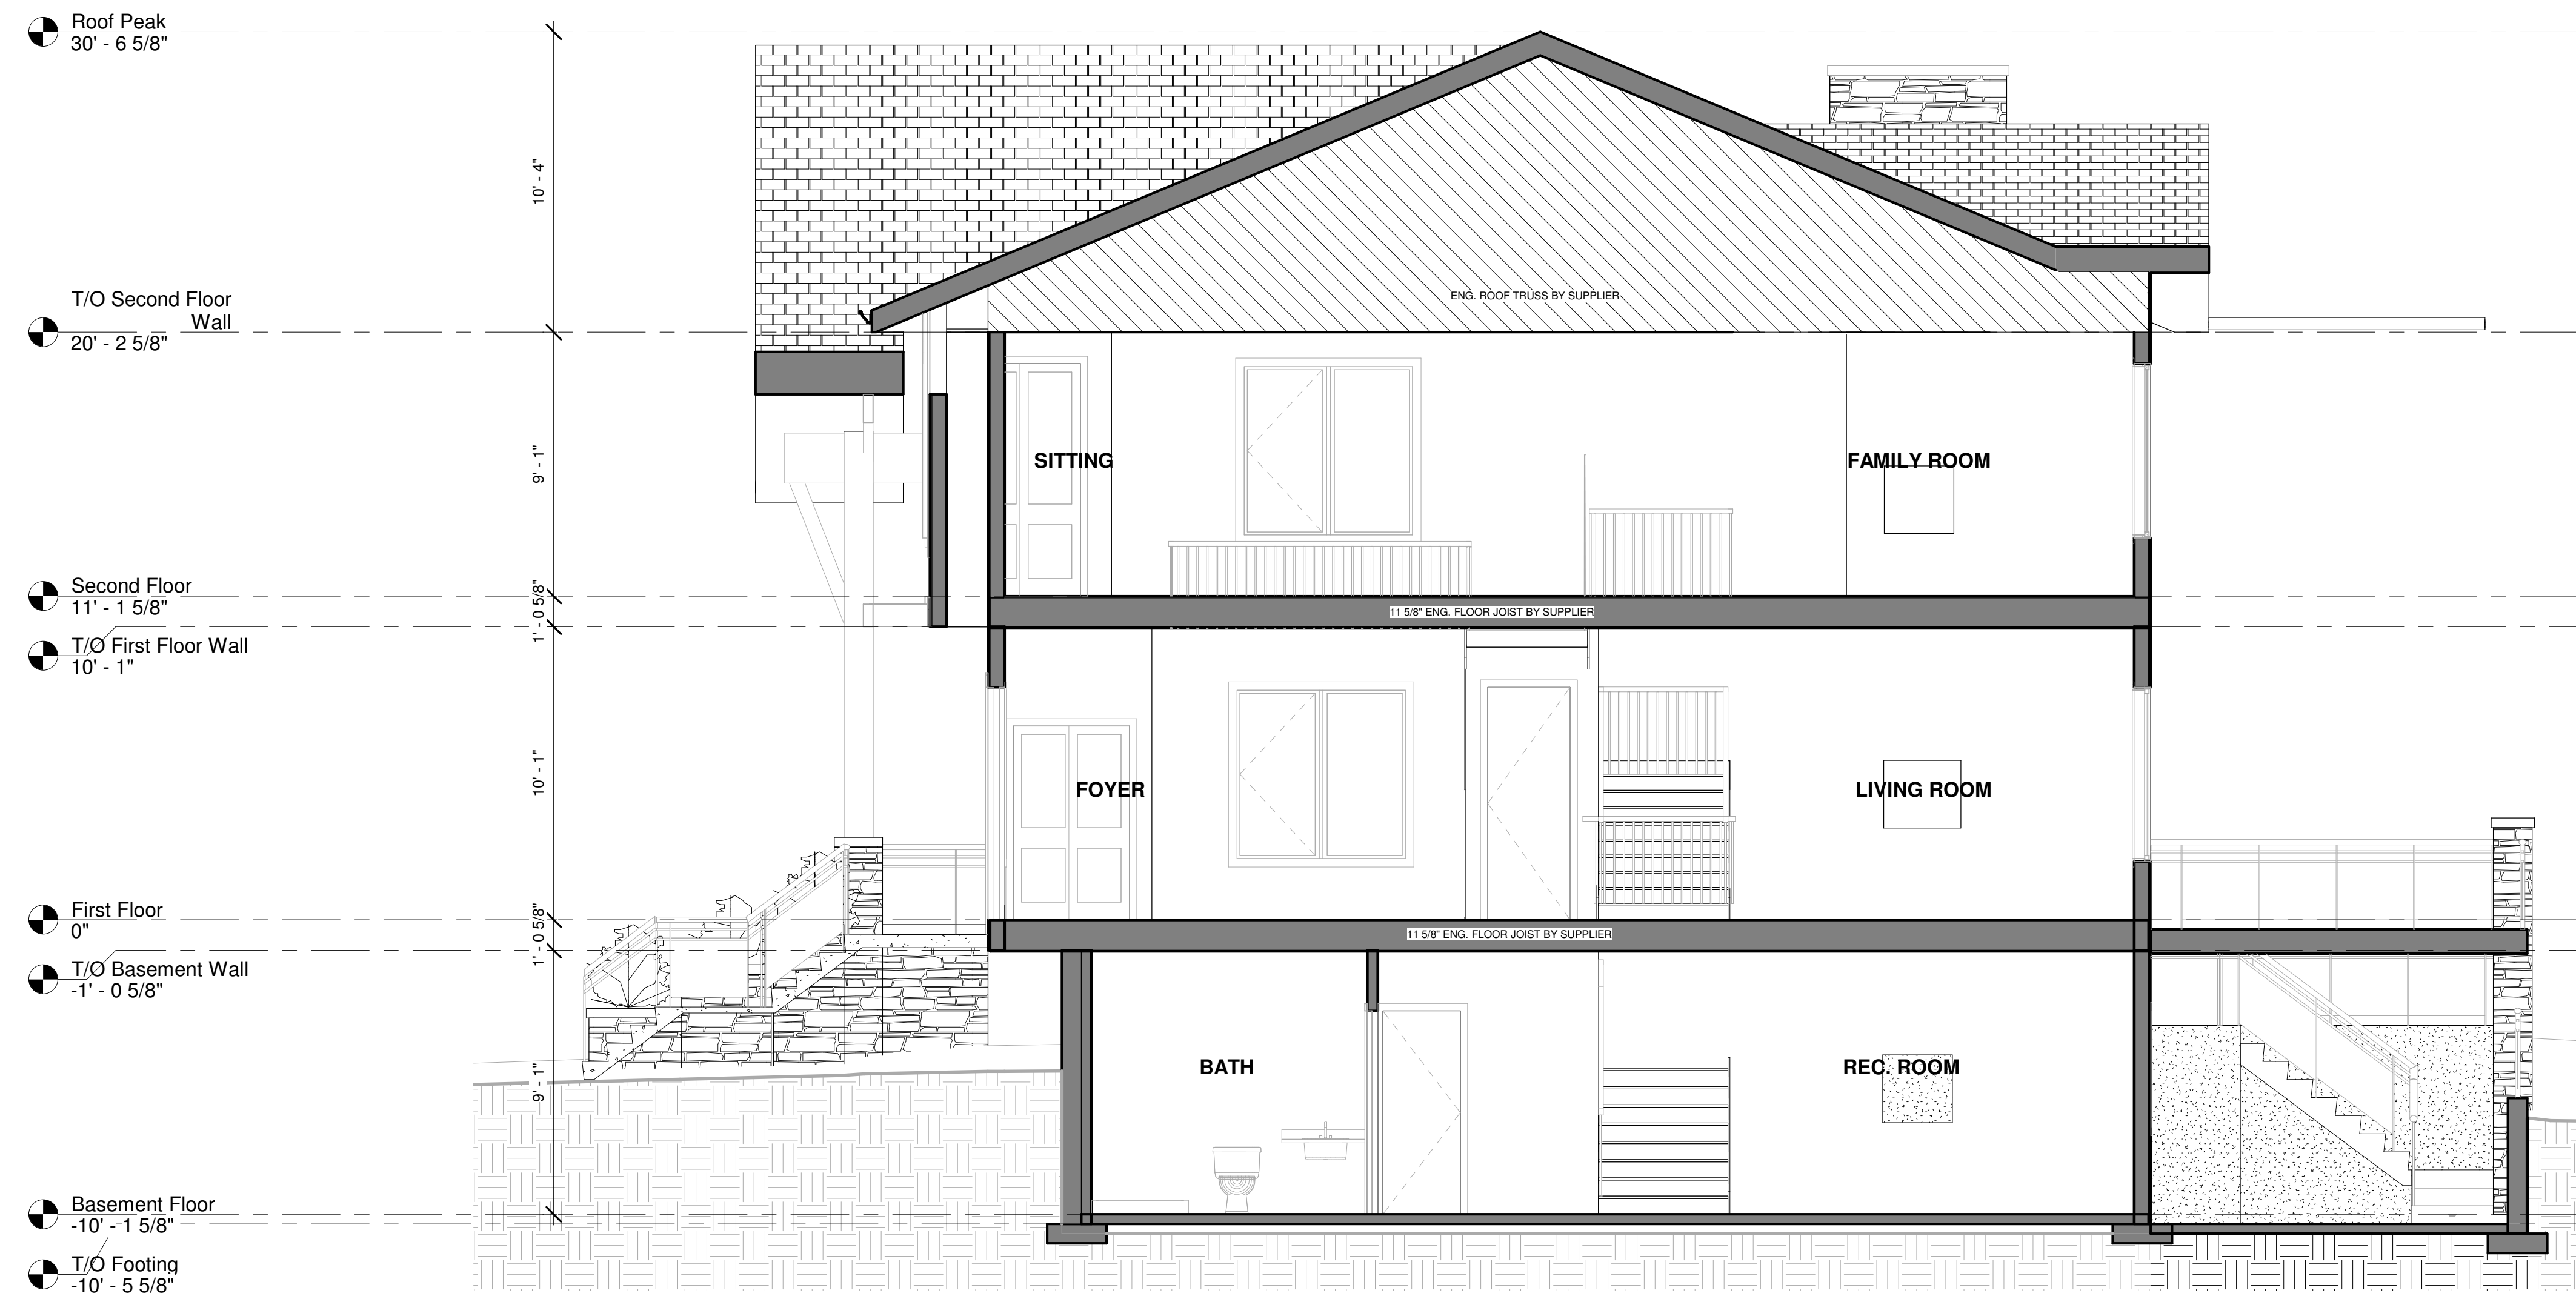 Roof Peak
30' - 6 5/8"
10' - 4"
T/O Second Floor
Wall
20' - 2 5/8"
ENG. ROOF TRUSS BY SUPPLIER
9' - 1"
SITTING
FAMILY ROOM
Second Floor
11' - 1 5/8"
1' - 0 5/8"
11 5/8" ENG. FLOOR JOIST BY SUPPLIER
T/O First Floor Wall
10' - 1"
10' - 1"
FOYER
LIVING ROOM
First Floor
0"
1' - 0 5/8"
11 5/8" ENG. FLOOR JOIST BY SUPPLIER
T/O Basement Wall
-1' - 0 5/8"
9' - 1"
BATH
REC. ROOM
Basement Floor
-10' - 1 5/8"
T/O Footing
-10' - 5 5/8"